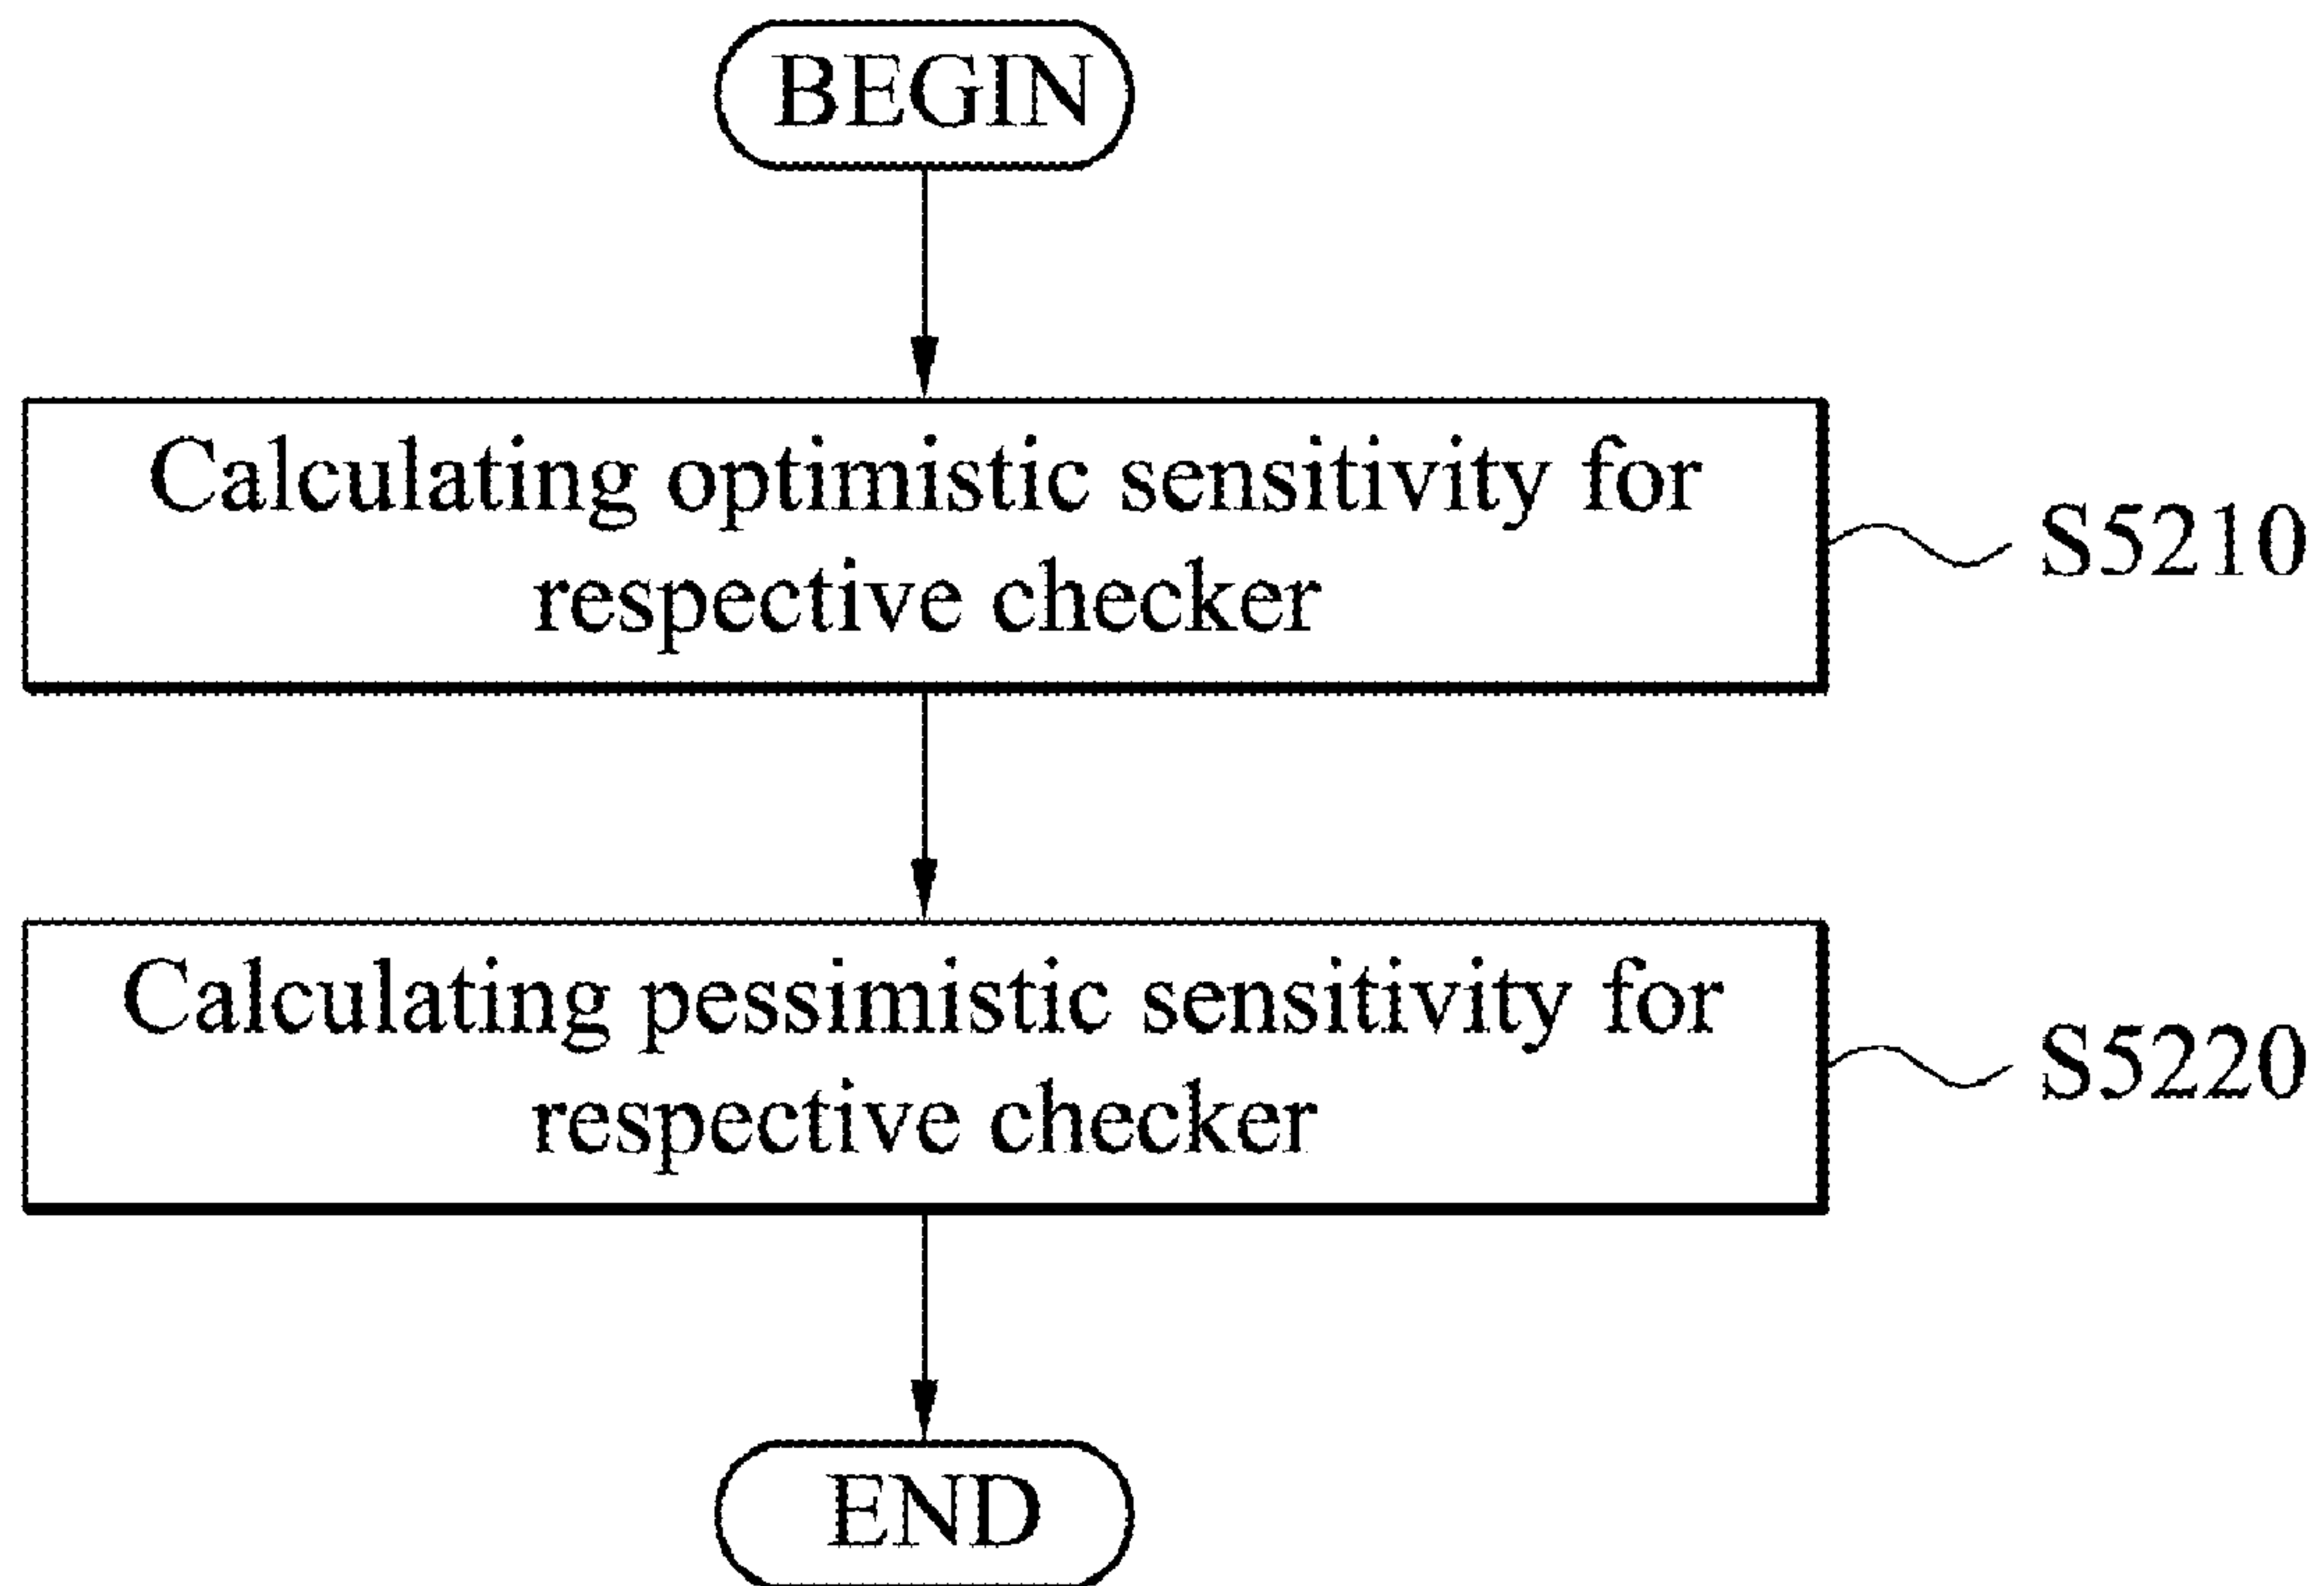 BEGIN
Calculating optimistic sensitivity for
respective checker
S5210
Calculating pessimistic sensitivity for
respective checker
S5220
END